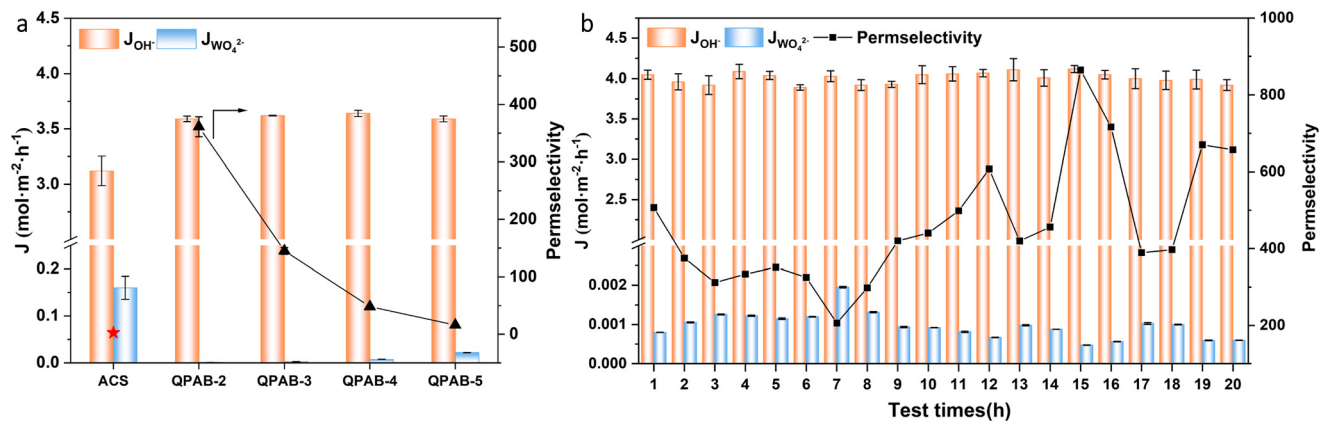 a
J_OH⁻ J_WO₄²⁻
J (mol·m⁻²·h⁻¹)
4.5
4.0
3.5
3.0
0.2
0.1
0.0
500
400
300
200
100
0
Permselectivity
ACS QPAB-2 QPAB-3 QPAB-4 QPAB-5
b
J_OH⁻ J_WO₄²⁻ Permselectivity
J (mol·m⁻²·h⁻¹)
4.5
4.0
3.5
3.0
2.5
0.002
0.001
0.000
1000
800
600
400
200
Permselectivity
1 2 3 4 5 6 7 8 9 10 11 12 13 14 15 16 17 18 19 20
Test times(h)